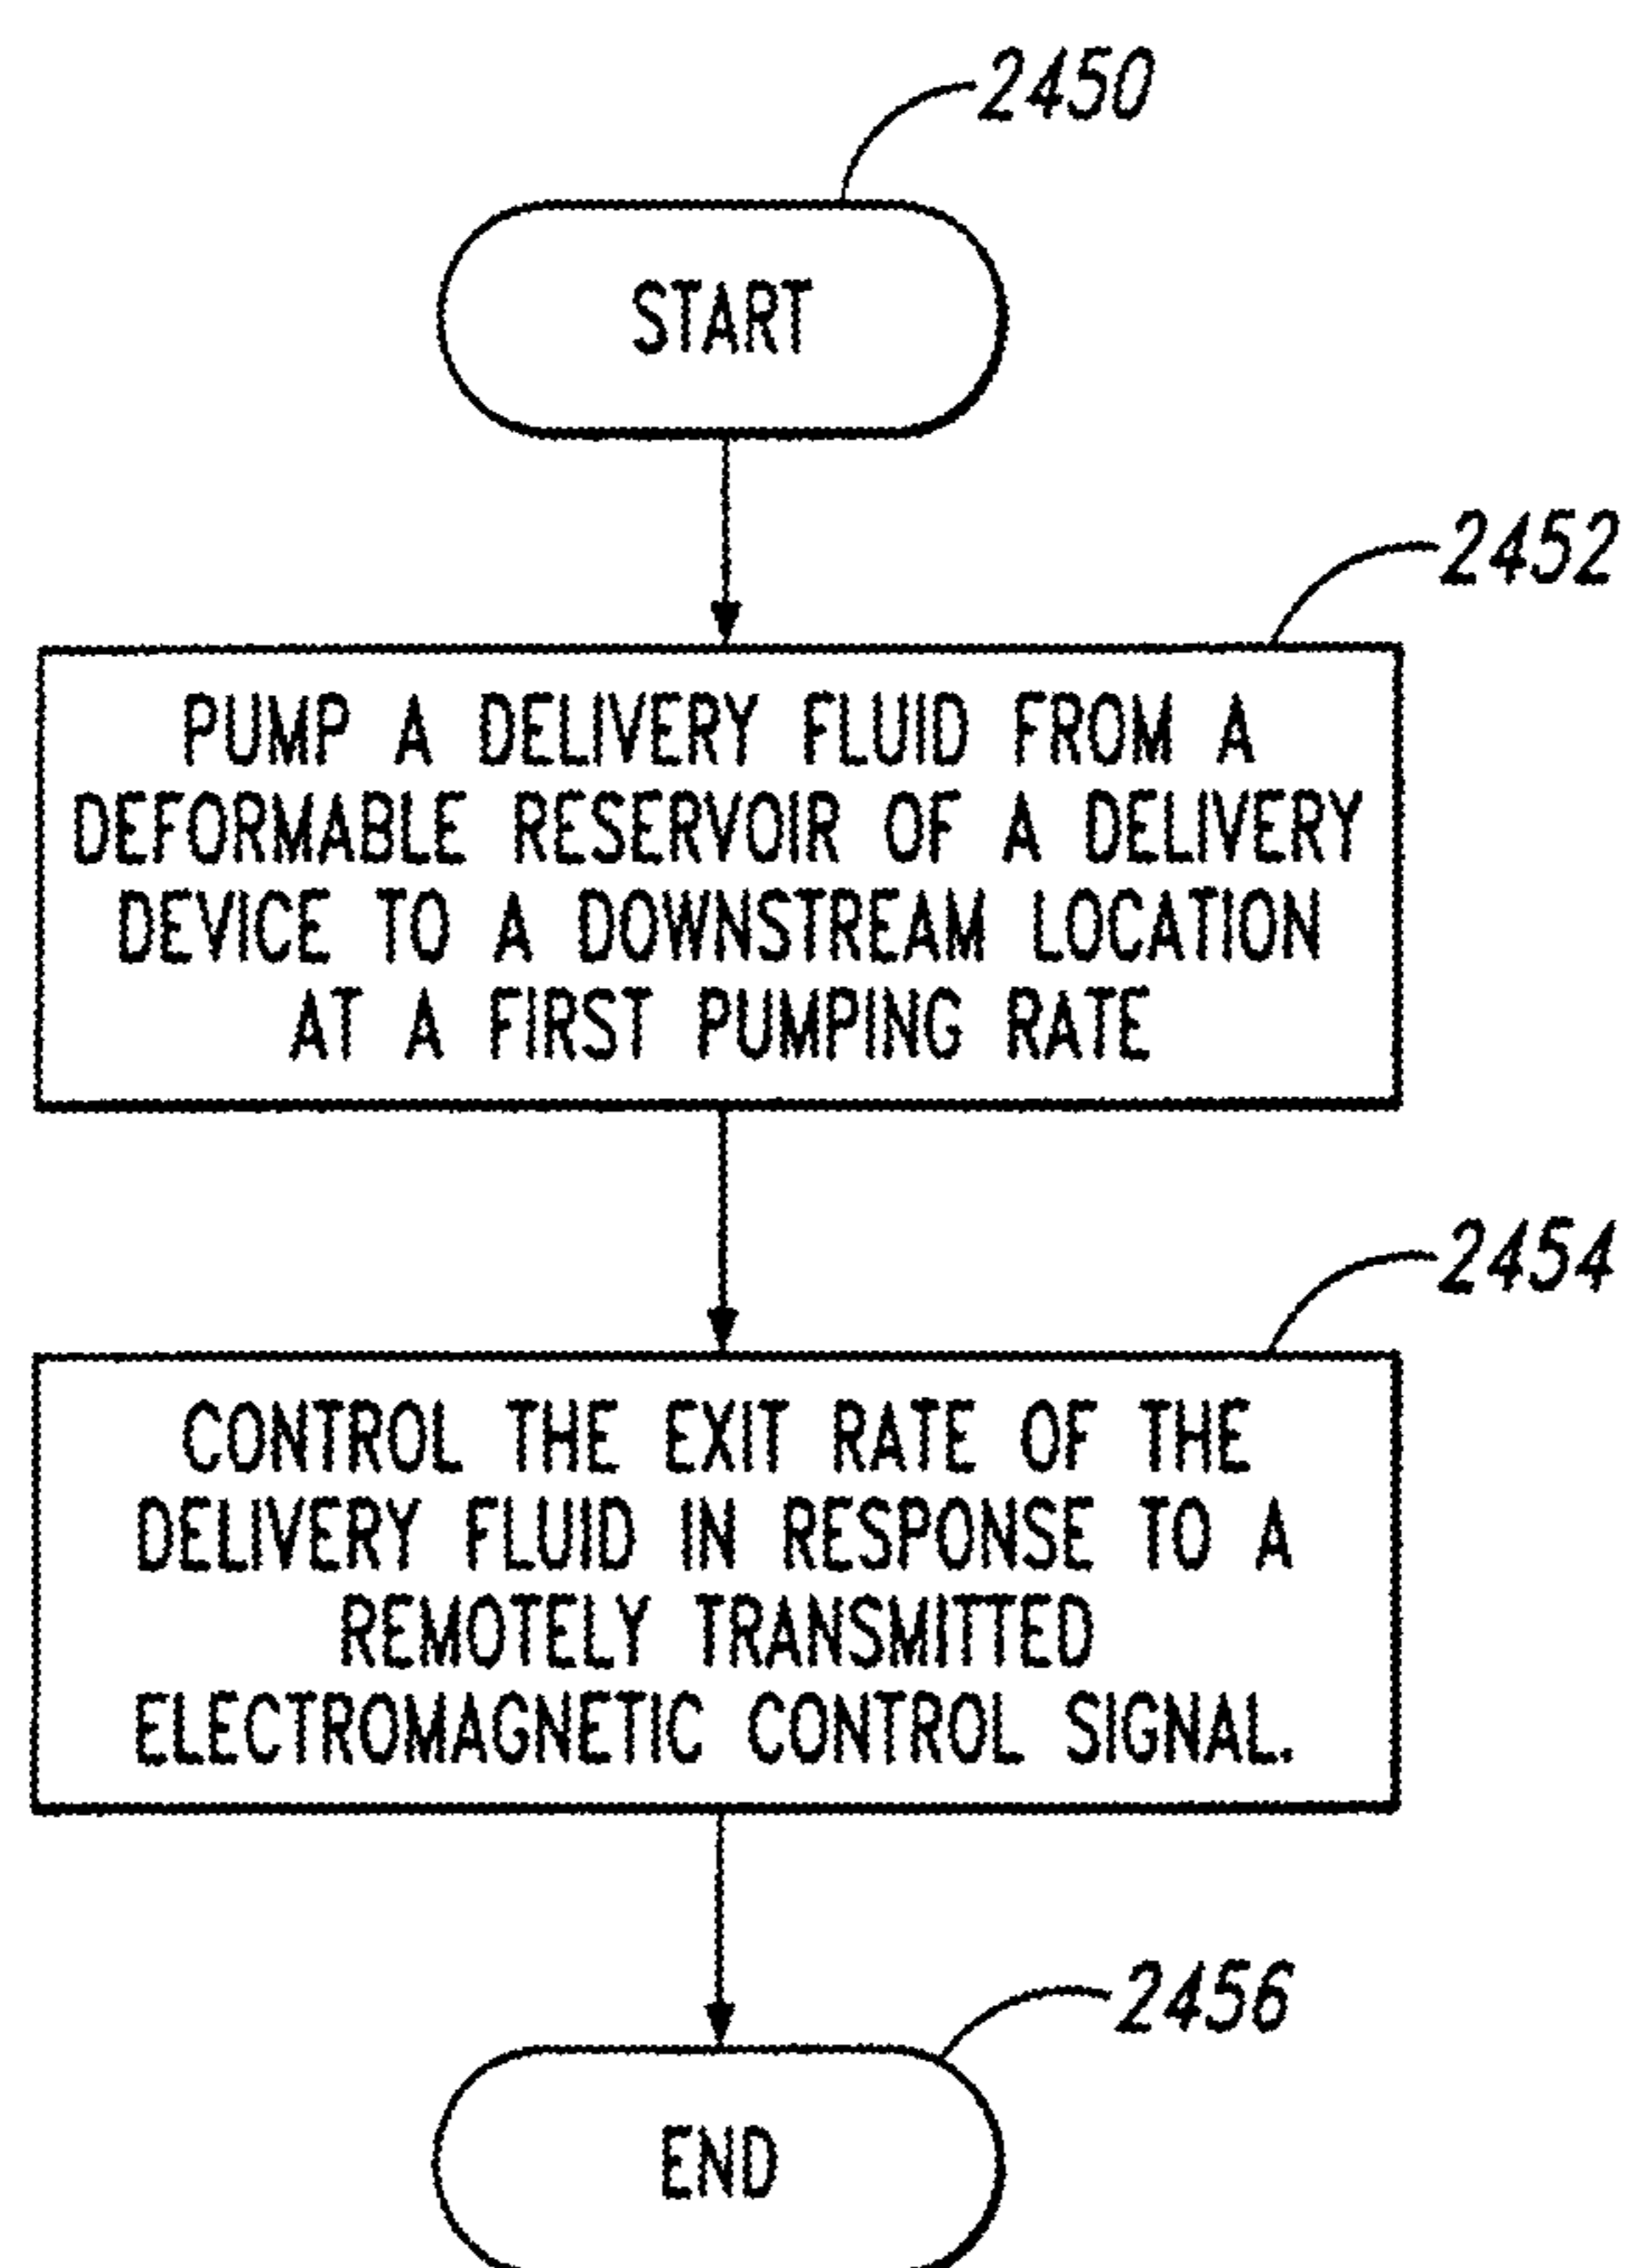 2450
START
2452
PUMP A DELIVERY FLUID FROM A
DEFORMABLE RESERVOIR OF A DELIVERY
DEVICE TO A DOWNSTREAM LOCATION
AT A FIRST PUMPING RATE
2454
CONTROL THE EXIT RATE OF THE
DELIVERY FLUID IN RESPONSE TO A
REMOTELY TRANSMITTED
ELECTROMAGNETIC CONTROL SIGNAL.
2456
END